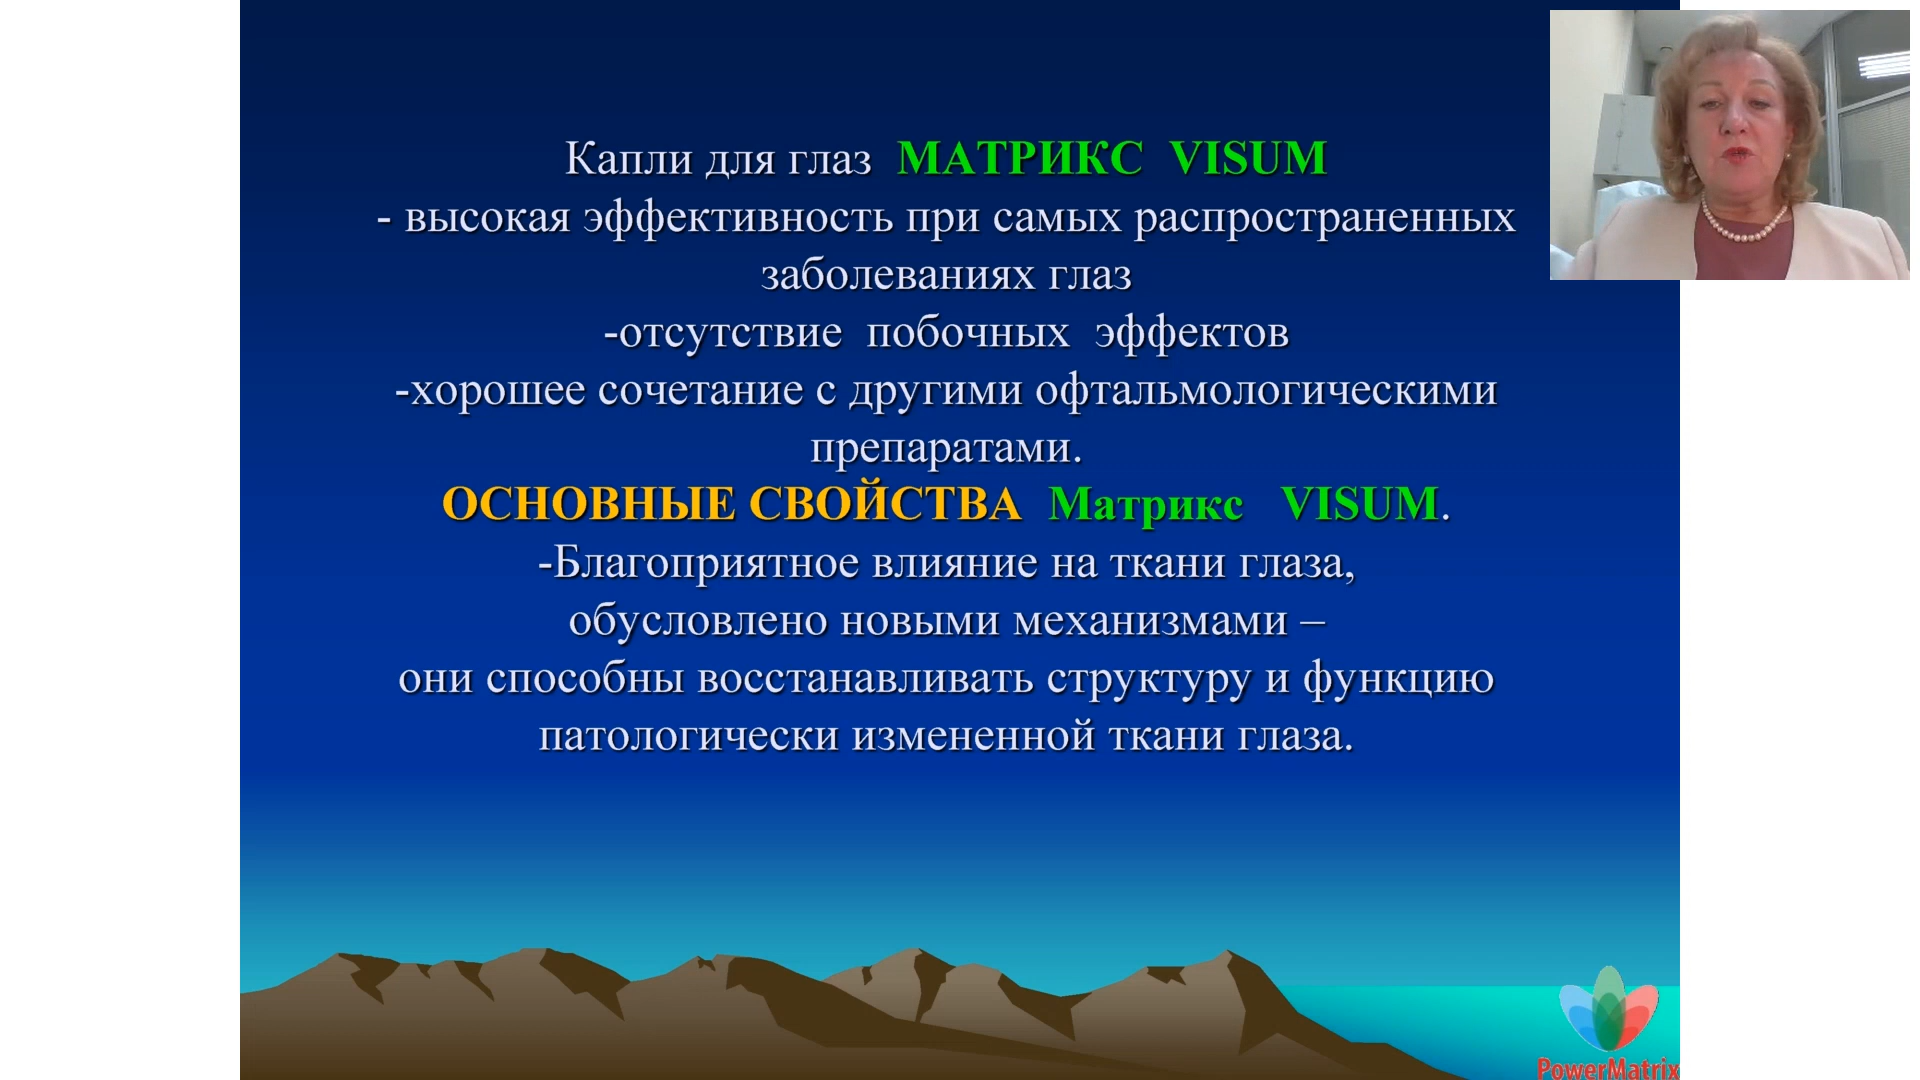 Капли для глаз МАТРИКС VISUM
- высокая эффективность при самых распространенных
заболеваниях глаз
-отсутствие побочных эффектов
-хорошее сочетание с другими офтальмологическими
препаратами.
ОСНОВНЫЕ СВОЙСТВА Матрикс VISUM.
-Благоприятное влияние на ткани глаза,
обусловлено новыми механизмами –
они способны восстанавливать структуру и функцию
патологически измененной ткани глаза.
PowerMatrix